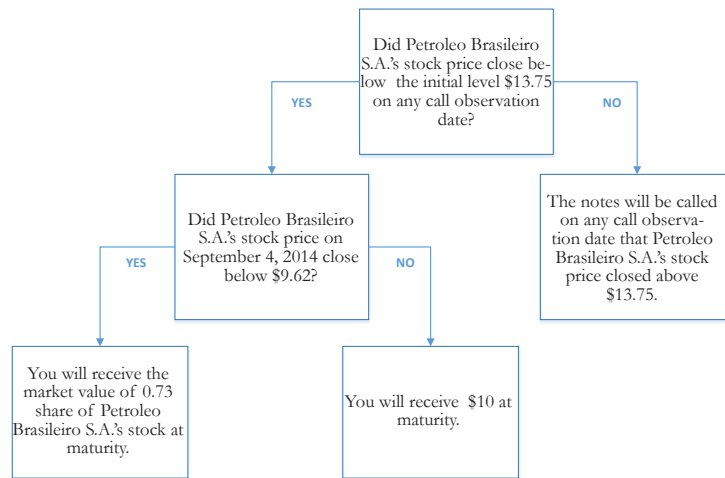 Did Petroleo Brasileiro
S.A.'s stock price close be-
low the initial level $13.75
on any call observation
date?
YES
NO
Did Petroleo Brasileiro
S.A.'s stock price on
September 4, 2014 close
below $9.62?
The notes will be called
on any call observa-
tion date that Petroleo
Brasileiro S.A.'s stock
price closed above
$13.75.
YES
NO
You will receive the
market value of 0.73
share of Petroleo
Brasileiro S.A.'s stock at
maturity.
You will receive $10 at
maturity.